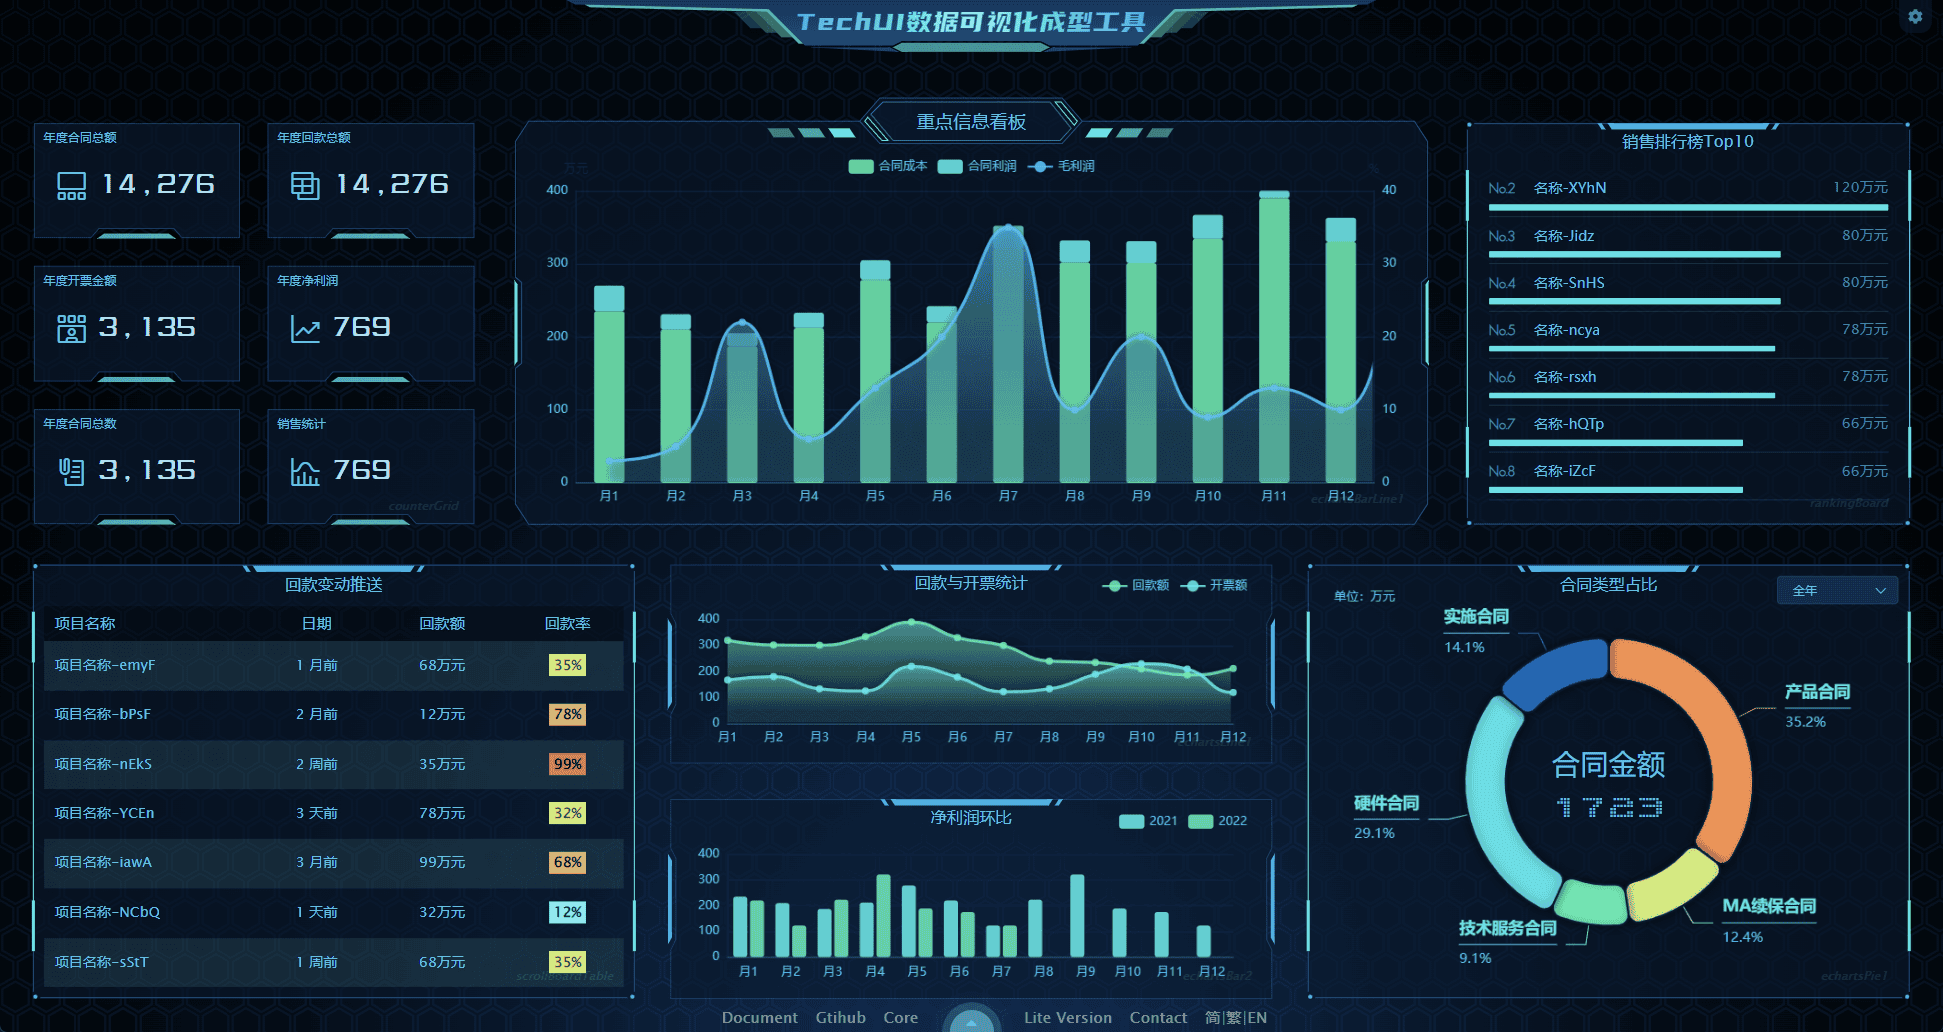 TechUI数据可视化成型工具
年度合同总额
14,276
年度回款总额
14,276
年度开票金额
3,135
年度净利润
769
年度合同总数
3,135
销售统计
769
counterGrid
重点信息看板
万元
合同成本 合同利润 毛利润
400
300
200
100
0
40
30
20
10
0
月1 月2 月3 月4 月5 月6 月7 月8 月9 月10 月11 月12
echartsBarLine1
销售排行榜Top10
No.2 名称-XYhN 120万元
No.3 名称-Jidz 80万元
No.4 名称-SnHS 80万元
No.5 名称-ncya 78万元
No.6 名称-rsxh 78万元
No.7 名称-hQTp 66万元
No.8 名称-iZcF 66万元
rankingBoard
回款变动推送
项目名称 日期 回款额 回款率
项目名称-emyF 1 月前 68万元 35%
项目名称-bPsF 2 月前 12万元 78%
项目名称-nEkS 2 周前 35万元 99%
项目名称-YCEn 3 天前 78万元 32%
项目名称-iawA 3 月前 99万元 68%
项目名称-NCbQ 1 天前 32万元 12%
项目名称-sStT 1 周前 68万元 35%
scrollBoardTable
回款与开票统计
回款额 开票额
400
300
200
100
0
月1 月2 月3 月4 月5 月6 月7 月8 月9 月10 月11 月12
echartsLine1
净利润环比
2021 2022
400
300
200
100
0
月1 月2 月3 月4 月5 月6 月7 月8 月9 月10 月11 月12
合同类型占比
单位：万元
全年
实施合同
14.1%
产品合同
35.2%
硬件合同
29.1%
合同金额
1723
MA续保合同
12.4%
技术服务合同
9.1%
echartsPie1
Document Gtihub Core Lite Version Contact 简|繁|EN